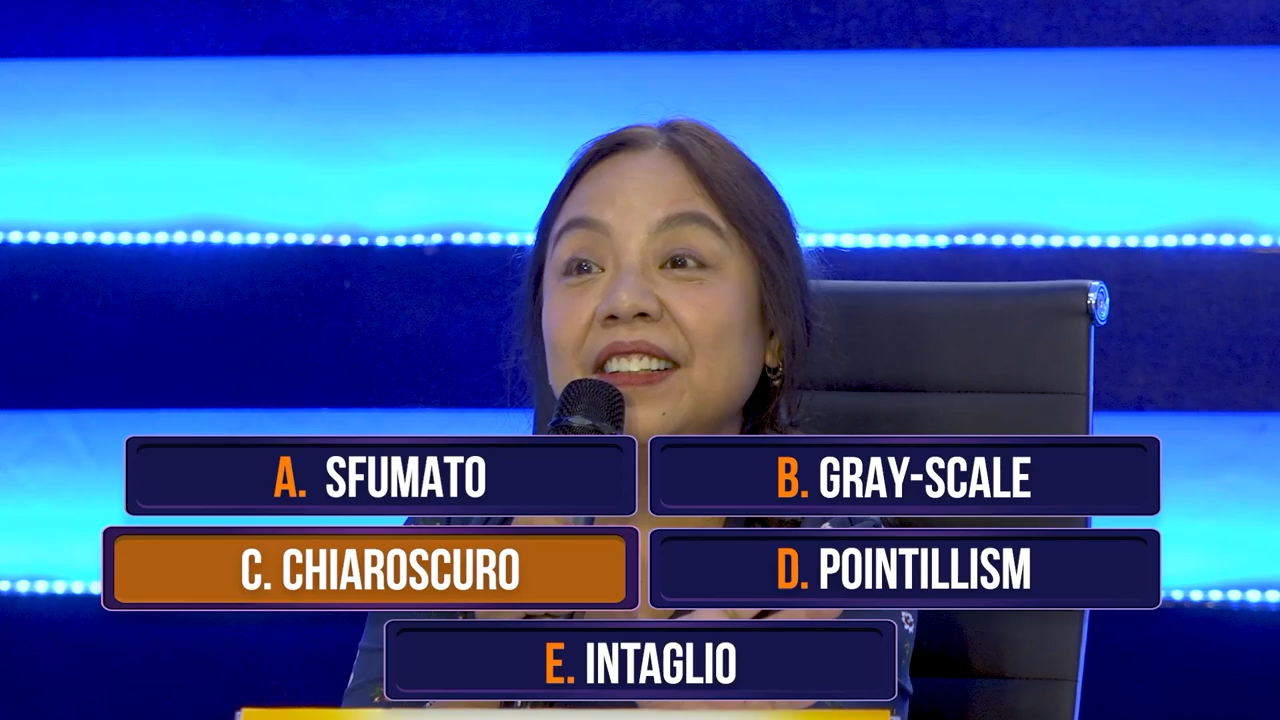 A. SFUMATO
B. GRAY-SCALE
C. CHIAROSCURO
D. POINTILLISM
E. INTAGLIO